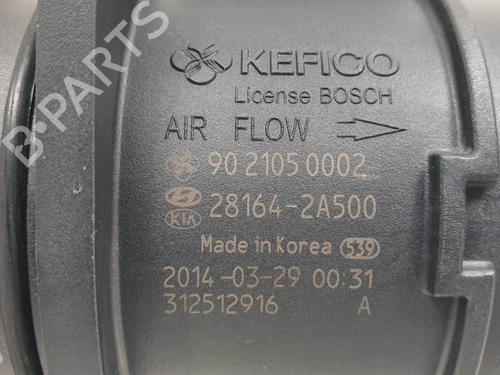 KEFICO
License BOSCH
AIR FLOW
90 2105 0002
28164-2A500
KIA
Made in Korea 539
2014-03-29 00:31
312512916 A
B PARTS